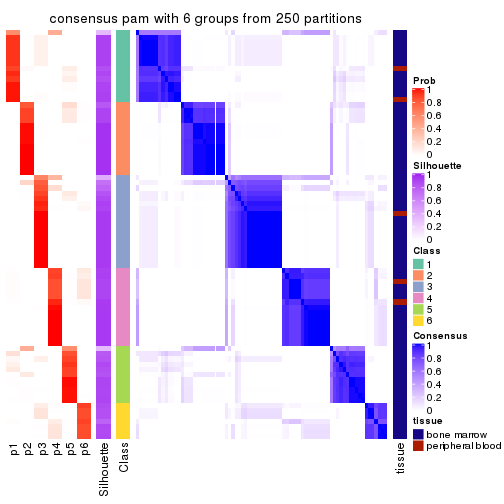 consensus pam with 6 groups from 250 partitions
Prob
1
0.8
0.6
0.4
0.2
0
Silhouette
1
0.8
0.6
0.4
0.2
0
Class
1
2
3
4
5
6
Consensus
1
0.8
0.6
0.4
0.2
0
tissue
bone marrow
peripheral blood
p1
p2
p3
p4
p5
p6
Silhouette
Class
tissue